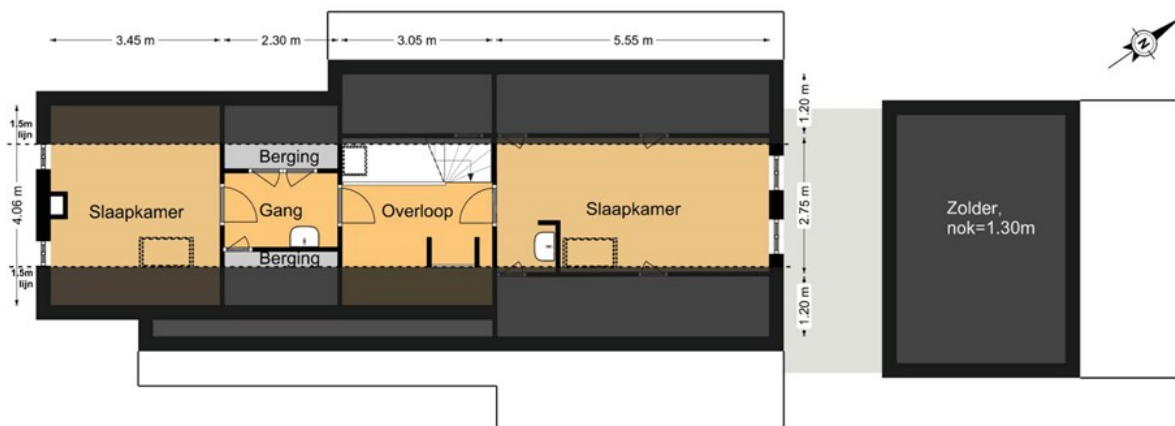 3.45 m
2.30 m
3.05 m
5.55 m
N
1.5m
lijn
4.06 m
1.5m
lijn
Slaapkamer
Berging
Gang
Berging
Overloop
Slaapkamer
1.20 m
2.75 m
1.20 m
Zolder,
nok=1.30m